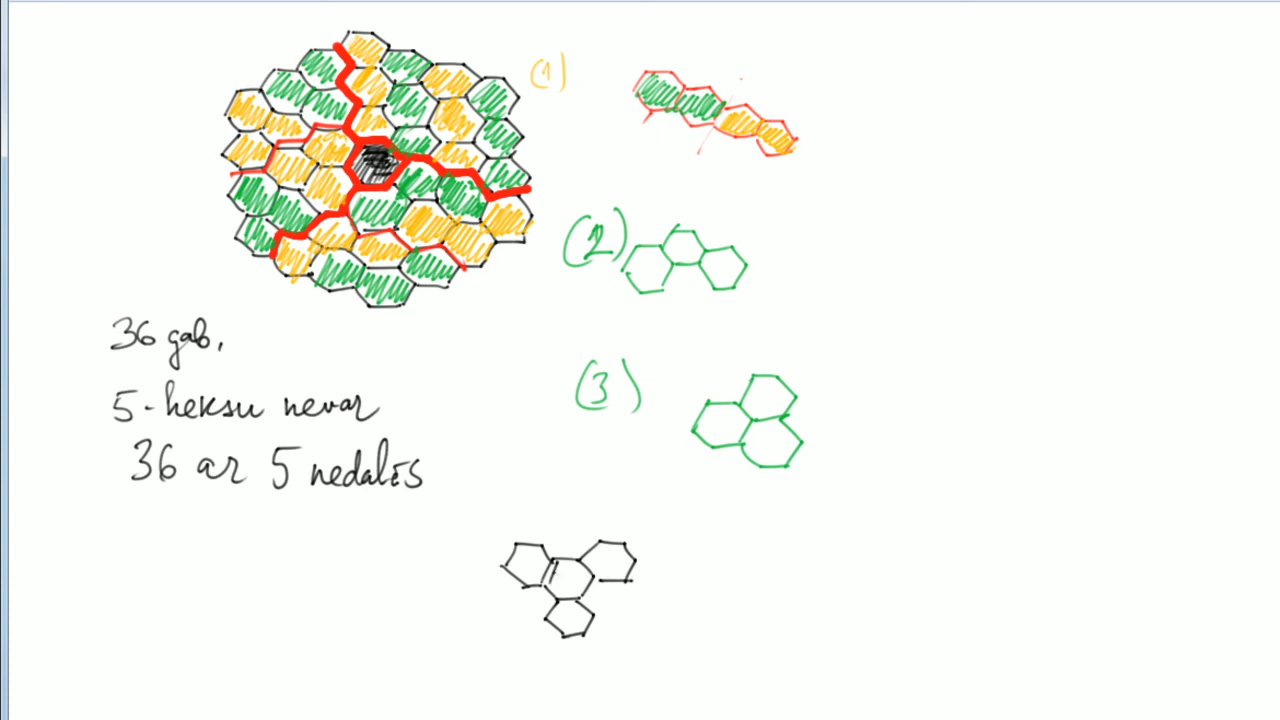 (1)
(2)
36 gab.
(3)
5-heksu nevar
36 ar 5 nedalās